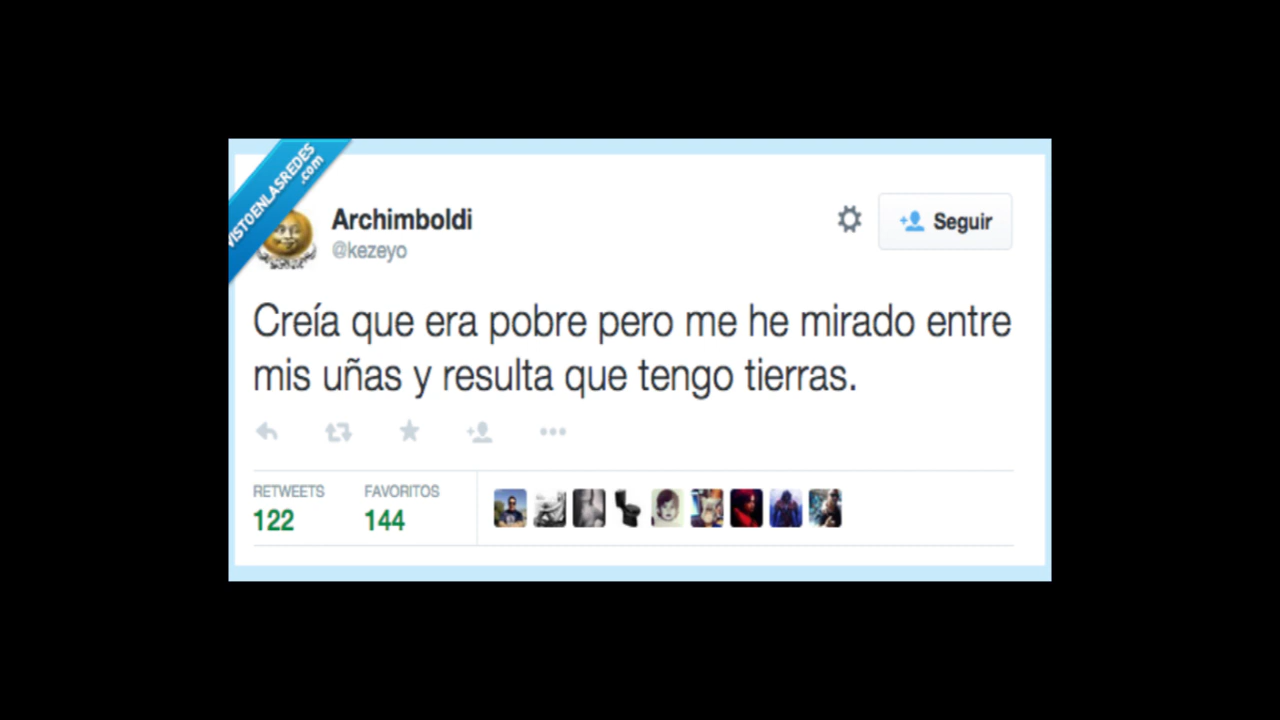 VISTOENLASREDES
.com
Archimboldi
@kezeyo
Seguir
Creía que era pobre pero me he mirado entre
mis uñas y resulta que tengo tierras.
RETWEETS
FAVORITOS
122
144